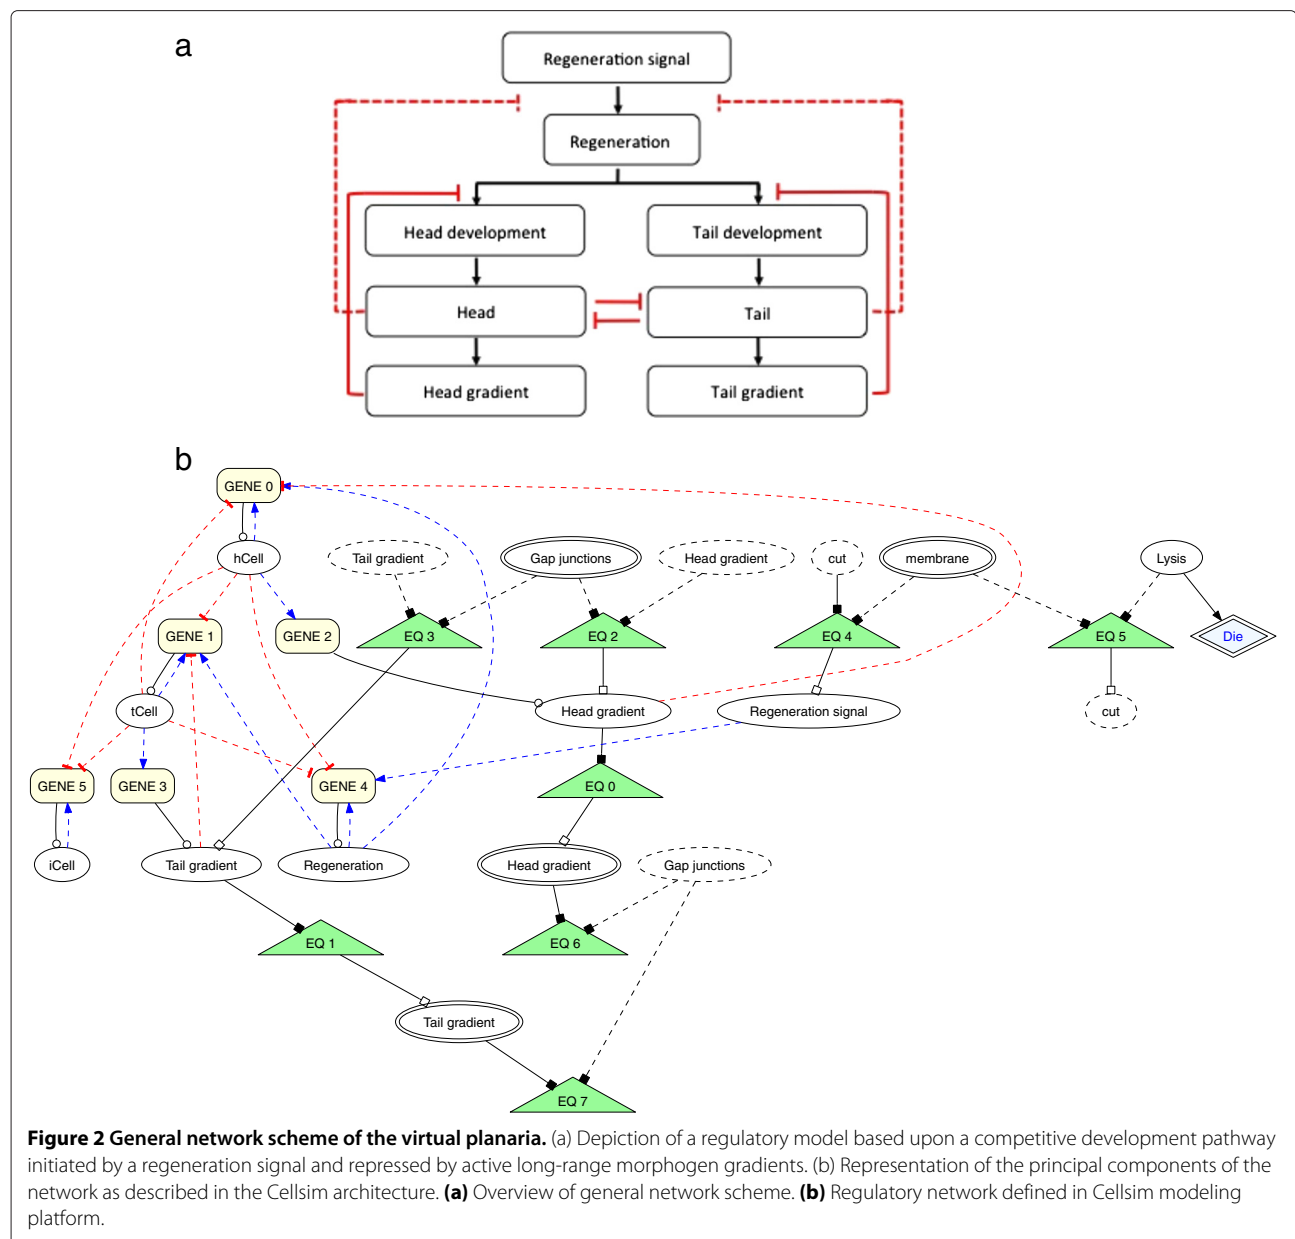 a
Regeneration signal
Regeneration
Head development
Tail development
Head
Tail
Head gradient
Tail gradient
b
GENE 0
hCell
Tail gradient
Gap junctions
Head gradient
cut
membrane
Lysis
GENE 1
GENE 2
EQ 3
EQ 2
EQ 4
EQ 5
Die
tCell
Head gradient
Regeneration signal
cut
GENE 5
GENE 3
GENE 4
EQ 0
iCell
Tail gradient
Regeneration
Head gradient
Gap junctions
EQ 1
EQ 6
Tail gradient
EQ 7
Figure 2 General network scheme of the virtual planaria. (a) Depiction of a regulatory model based upon a competitive development pathway
initiated by a regeneration signal and repressed by active long-range morphogen gradients. (b) Representation of the principal components of the
network as described in the Cellsim architecture. (a) Overview of general network scheme. (b) Regulatory network defined in Cellsim modeling
platform.